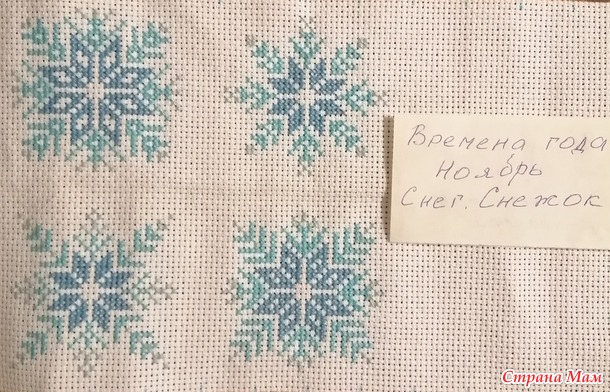 Времена года
Ноябрь
Снег. Снежок
Страна Мам